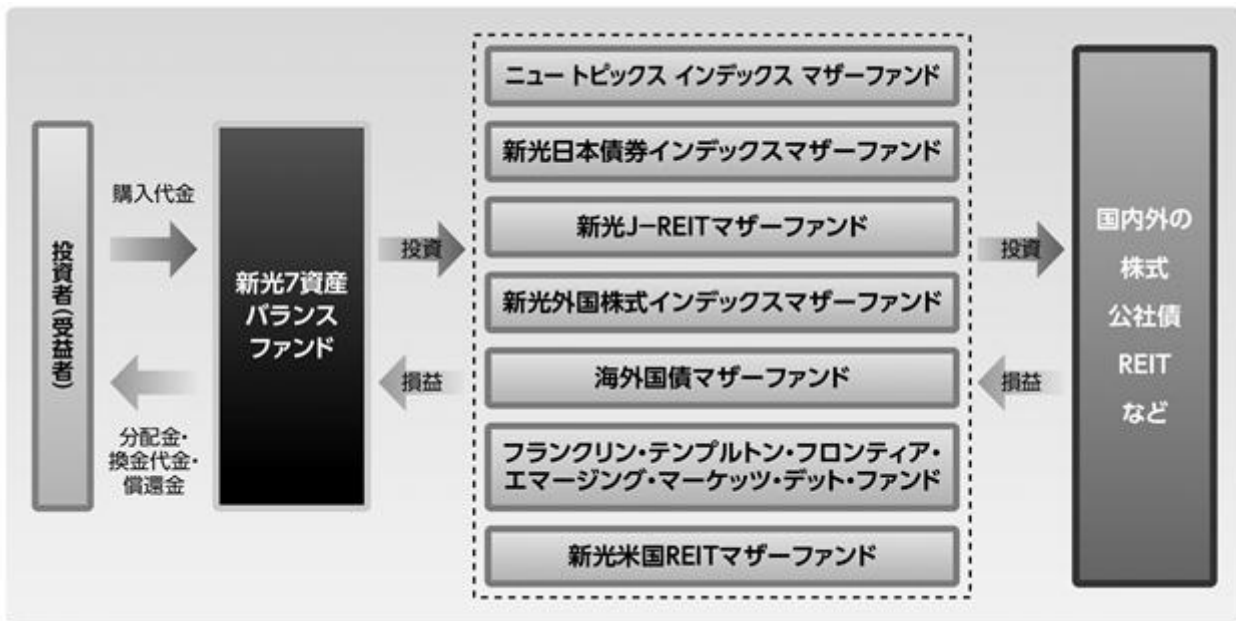 投資者(受益者)
購入代金
分配金・
換金代金・
償還金
新光7資産
バランス
ファンド
投資
損益
ニュー トピックス インデックス マザーファンド
新光日本債券インデックスマザーファンド
新光J-REITマザーファンド
新光外国株式インデックスマザーファンド
海外国債マザーファンド
フランクリン・テンプルトン・フロンティア・
エマージング・マーケッツ・デット・ファンド
新光米国REITマザーファンド
投資
損益
国内外の
株式
公社債
REIT
など